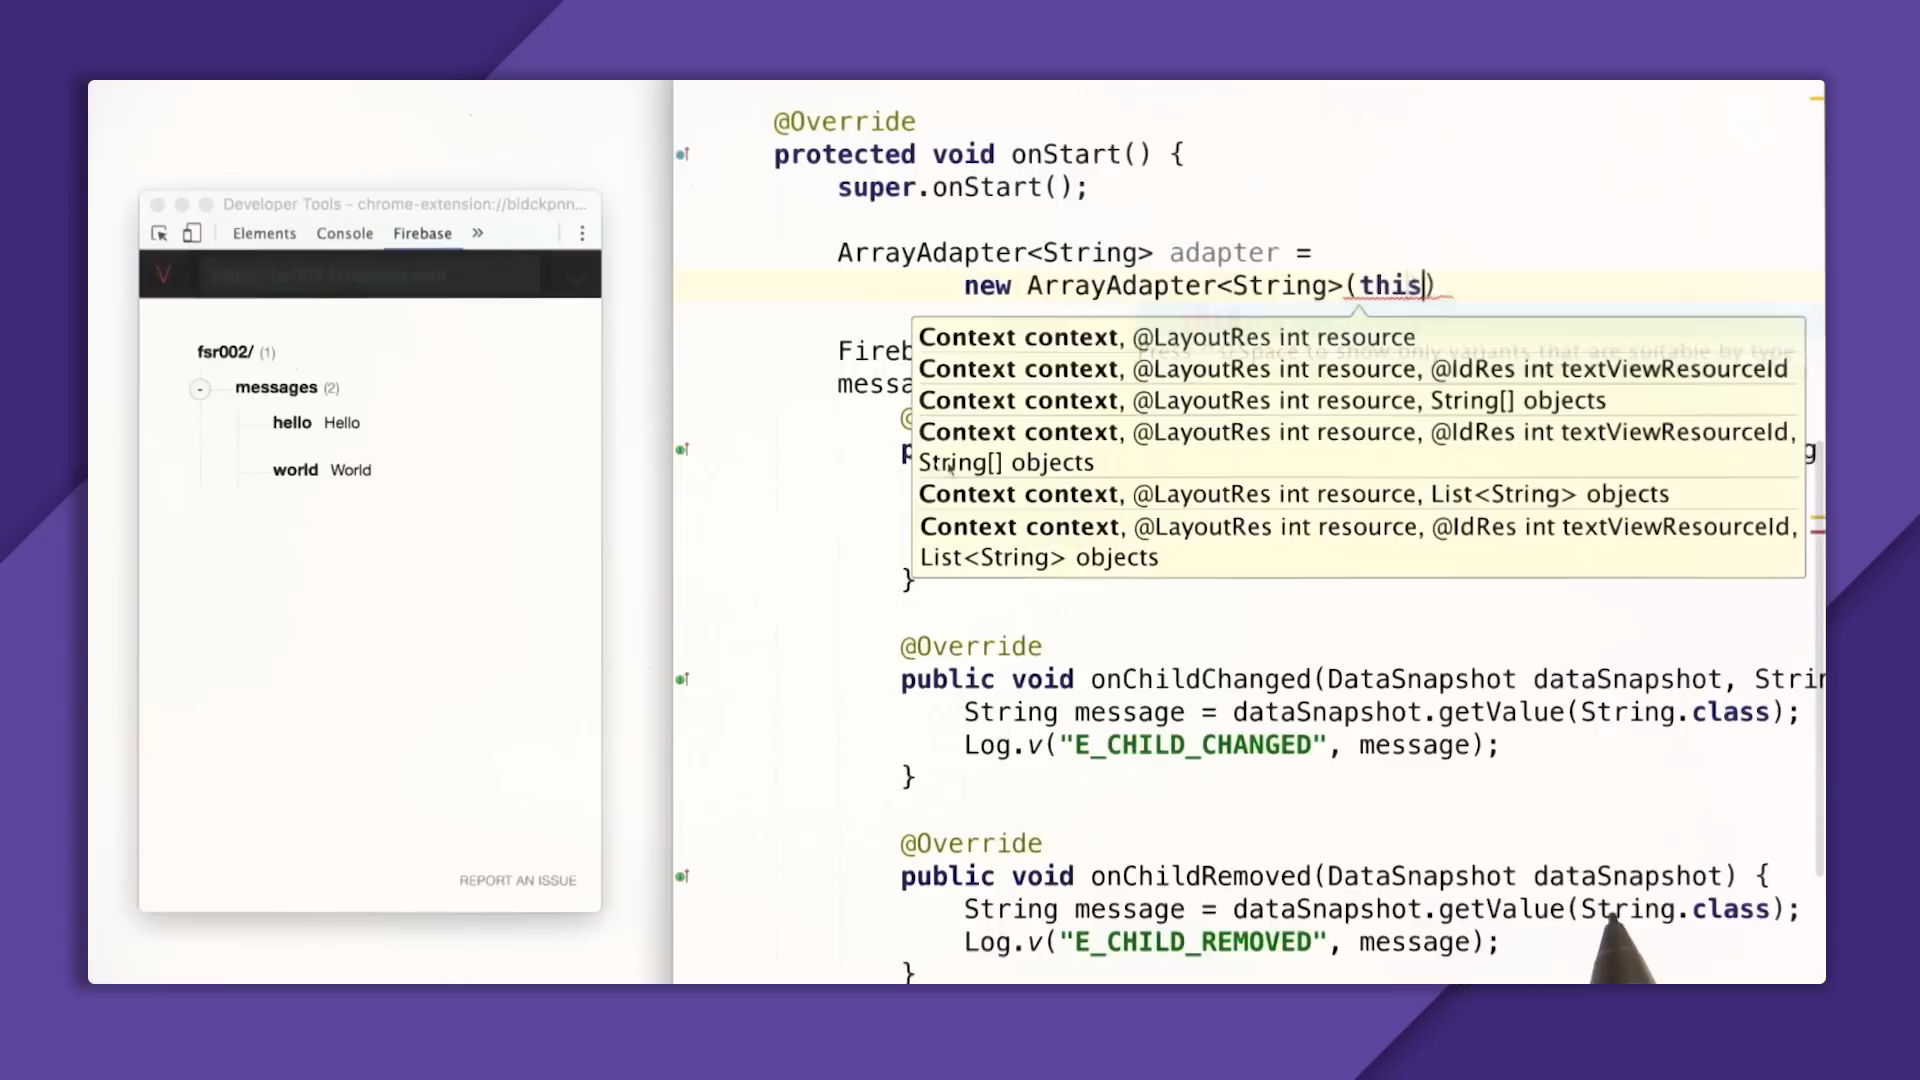 Developer Tools - chrome-extension://bidckpnn...
Elements Console Firebase »
fsr002/ (1)
messages (2)
hello Hello
world World
REPORT AN ISSUE
@Override
protected void onStart() {
super.onStart();
ArrayAdapter<String> adapter =
new ArrayAdapter<String>(this)
Fireb
messa
Context context, @LayoutRes int resource
Context context, @LayoutRes int resource, @IdRes int textViewResourceId
Context context, @LayoutRes int resource, String[] objects
Context context, @LayoutRes int resource, @IdRes int textViewResourceId,
String[] objects
Context context, @LayoutRes int resource, List<String> objects
Context context, @LayoutRes int resource, @IdRes int textViewResourceId,
List<String> objects
}
@Override
public void onChildChanged(DataSnapshot dataSnapshot, Strin
String message = dataSnapshot.getValue(String.class);
Log.v("E_CHILD_CHANGED", message);
}
@Override
public void onChildRemoved(DataSnapshot dataSnapshot) {
String message = dataSnapshot.getValue(String.class);
Log.v("E_CHILD_REMOVED", message);
}